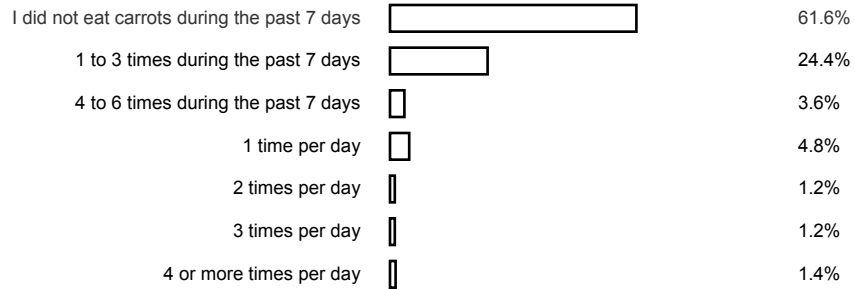 I did not eat carrots during the past 7 days 61.6%
1 to 3 times during the past 7 days 24.4%
4 to 6 times during the past 7 days 3.6%
1 time per day 4.8%
2 times per day 1.2%
3 times per day 1.2%
4 or more times per day 1.4%